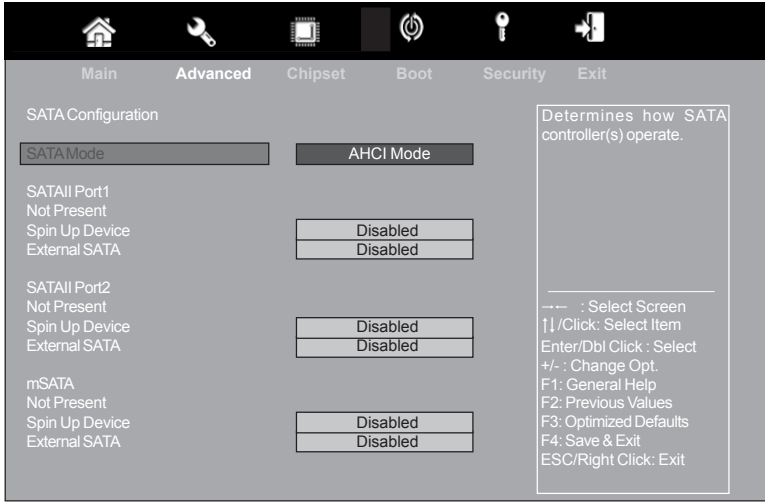 Main Advanced Chipset Boot Security Exit
SATA Configuration
SATA Mode AHCI Mode
SATAII Port1
Not Present
Spin Up Device Disabled
External SATA Disabled
SATAII Port2
Not Present
Spin Up Device Disabled
External SATA Disabled
mSATA
Not Present
Spin Up Device Disabled
External SATA Disabled
Determines how SATA
controller(s) operate.
→← : Select Screen
↑↓/Click: Select Item
Enter/Dbl Click : Select
+/- : Change Opt.
F1: General Help
F2: Previous Values
F3: Optimized Defaults
F4: Save & Exit
ESC/Right Click: Exit